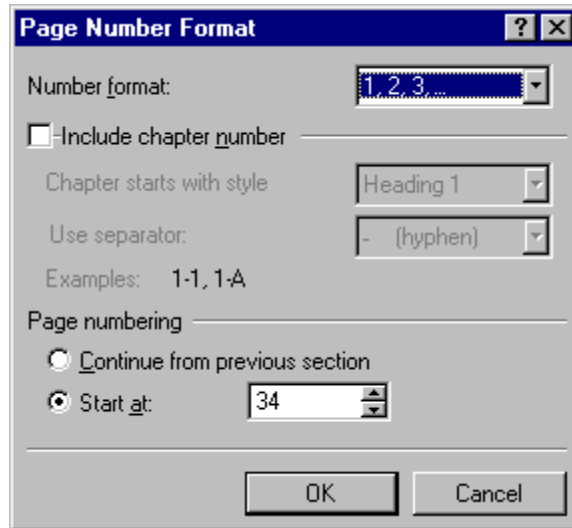 Page Number Format
Number format: 1, 2, 3, ...
Include chapter number
Chapter starts with style Heading 1
Use separator: - (hyphen)
Examples: 1-1, 1-A
Page numbering
Continue from previous section
Start at: 34
OK Cancel